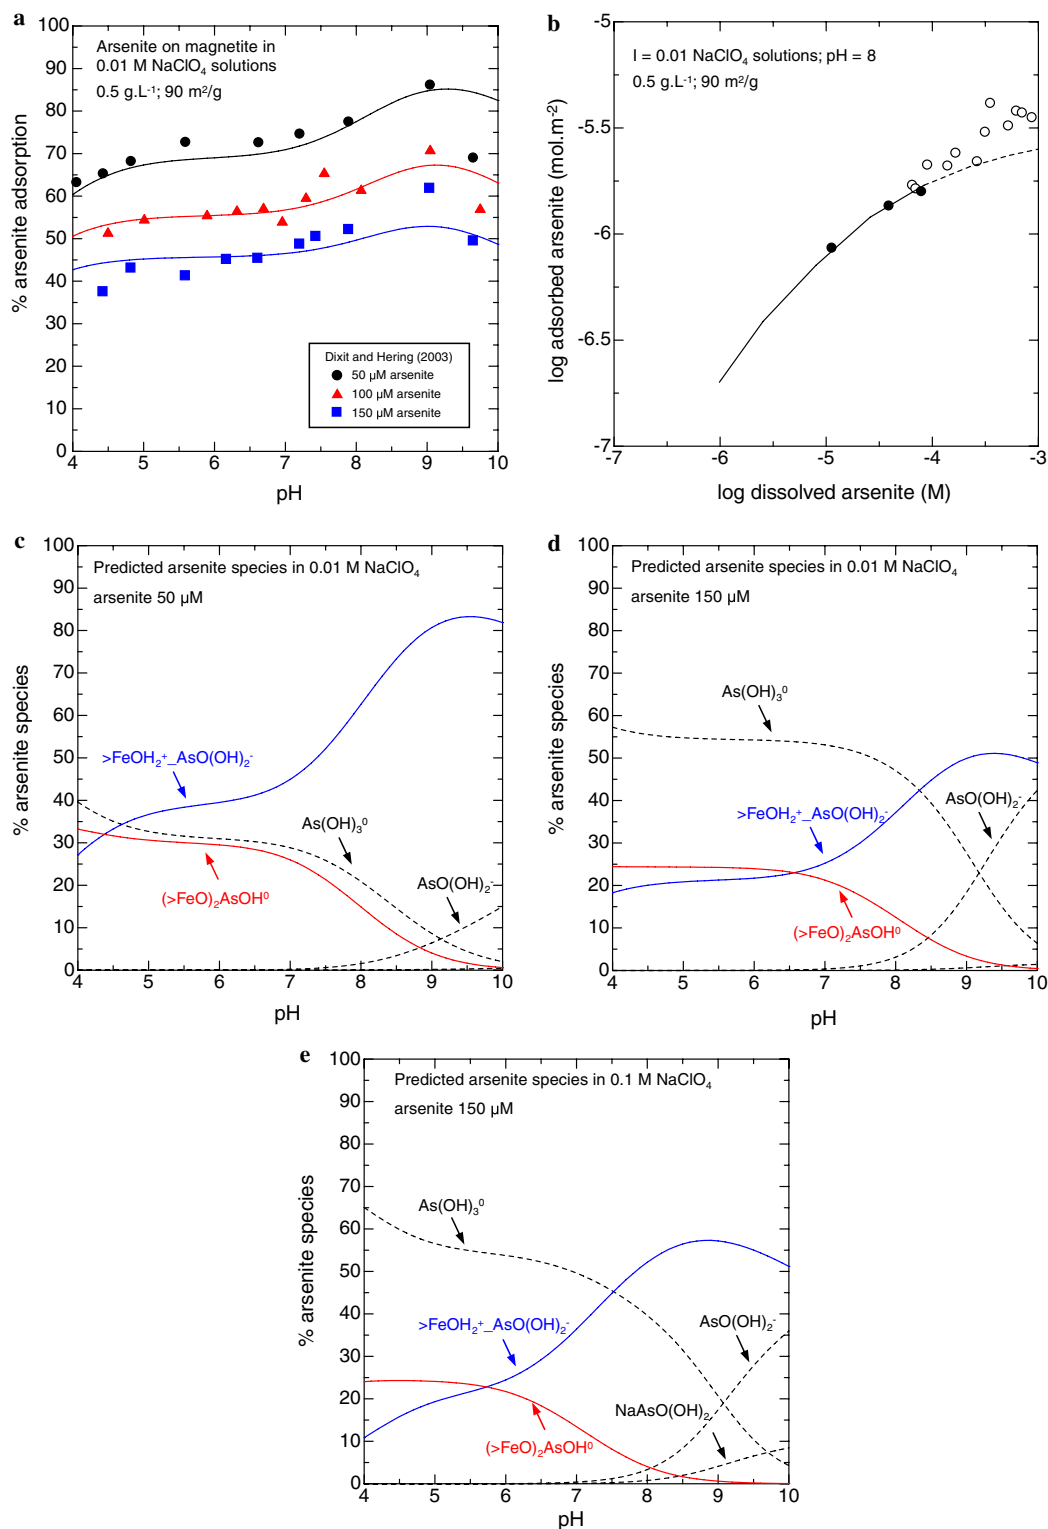 a
Arsenite on magnetite in
0.01 M NaClO₄ solutions
0.5 g.L⁻¹; 90 m²/g
100
90
80
70
60
50
40
30
20
10
0
% arsenite adsorption
Dixit and Hering (2003)
50 µM arsenite
100 µM arsenite
150 µM arsenite
4 5 6 7 8 9 10
pH
b
I = 0.01 NaClO₄ solutions; pH = 8
0.5 g.L⁻¹; 90 m²/g
-5
-5.5
-6
-6.5
-7
log adsorbed arsenite (mol.m⁻²)
-7 -6 -5 -4 -3
log dissolved arsenite (M)
c
Predicted arsenite species in 0.01 M NaClO₄
arsenite 50 µM
100
90
80
70
60
50
40
30
20
10
0
% arsenite species
>FeOH₂⁺_AsO(OH)₂⁻
As(OH)₃⁰
AsO(OH)₂⁻
(>FeO)₂AsOH⁰
4 5 6 7 8 9 10
pH
d
Predicted arsenite species in 0.01 M NaClO₄
arsenite 150 µM
100
90
80
70
60
50
40
30
20
10
0
% arsenite species
As(OH)₃⁰
AsO(OH)₂⁻
>FeOH₂⁺_AsO(OH)₂⁻
(>FeO)₂AsOH⁰
4 5 6 7 8 9 10
pH
e
Predicted arsenite species in 0.1 M NaClO₄
arsenite 150 µM
100
90
80
70
60
50
40
30
20
10
0
% arsenite species
As(OH)₃⁰
>FeOH₂⁺_AsO(OH)₂⁻
AsO(OH)₂⁻
NaAsO(OH)₂
(>FeO)₂AsOH⁰
4 5 6 7 8 9 10
pH